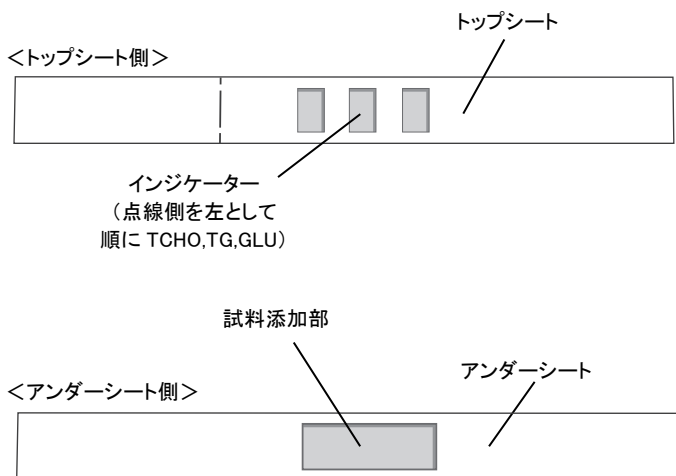 トップシート
＜トップシート側＞
インジケーター
（点線側を左として
順に TCHO,TG,GLU）
試料添加部
アンダーシート
＜アンダーシート側＞